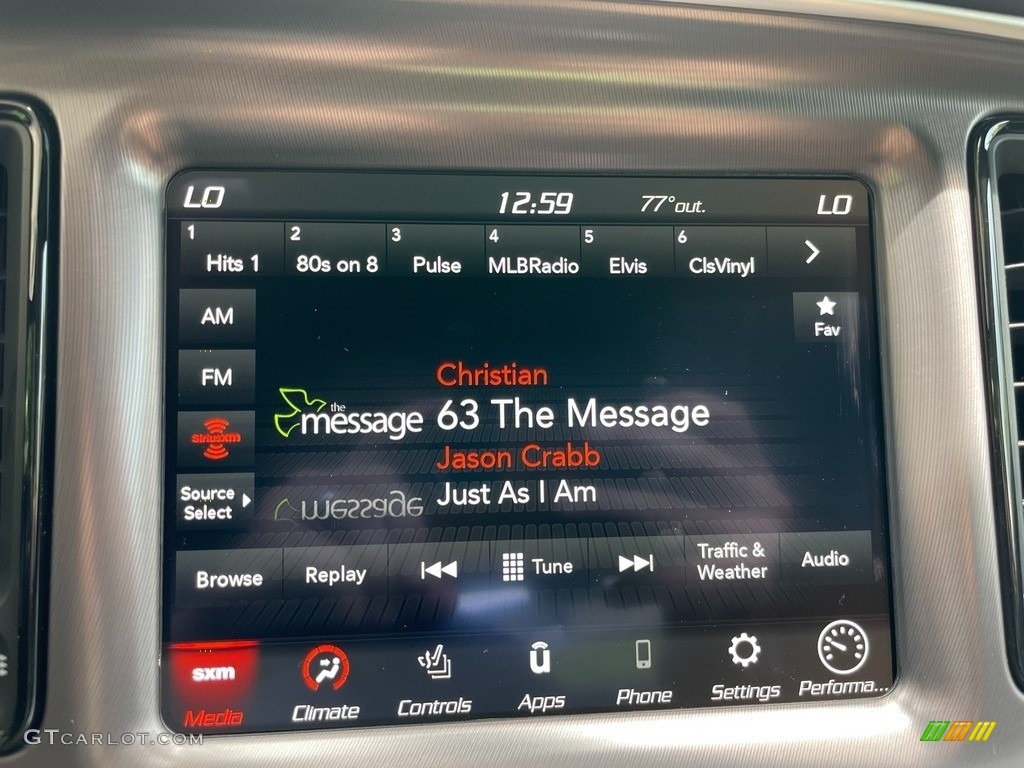 LO 12:59 77°out. LO
1 2 3 4 5 6
Hits 1 80s on 8 Pulse MLBRadio Elvis ClsVinyl
AM
Fav
FM
Christian
the
message 63 The Message
SiriusXM
Jason Crabb
Source
Select
Just As I Am
message
Browse Replay Tune Traffic &
Weather Audio
sxm
Media Climate Controls Apps Phone Settings Performa...
GTCARLOT.COM